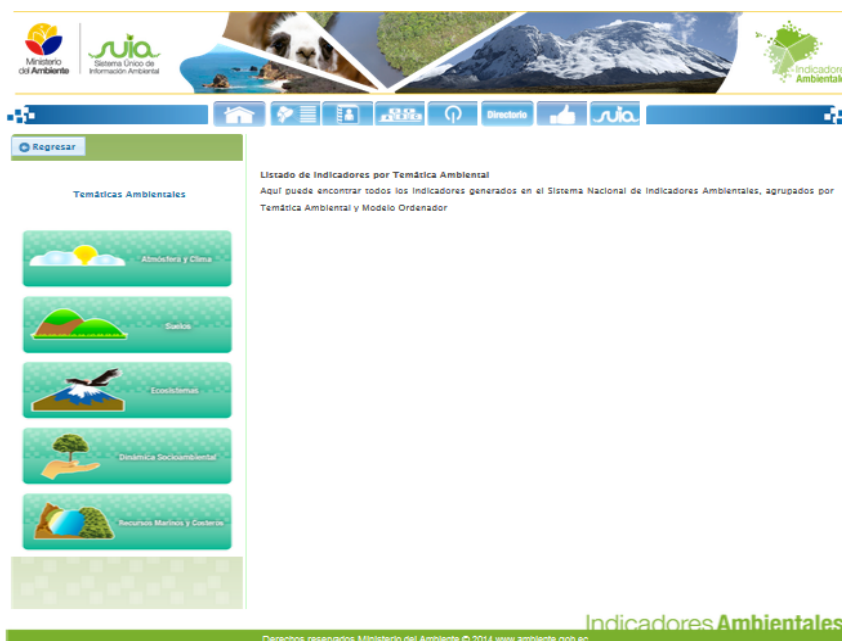 Ministerio
del Ambiente
suia
Sistema Único de
Información Ambiental
Indicadores
Ambientales
Directorio
suia
Regresar
Temáticas Ambientales
Atmósfera y Clima
Suelos
Ecosistemas
Dinámica Socioambiental
Recursos Marinos y Costeros
Listado de Indicadores por Temática Ambiental
Aquí puede encontrar todos los Indicadores generados en el Sistema Nacional de Indicadores Ambientales, agrupados por
Temática Ambiental y Modelo Ordenador
Indicadores Ambientales
Derechos reservados Ministerio del Ambiente © 2014 www.ambiente.gob.ec